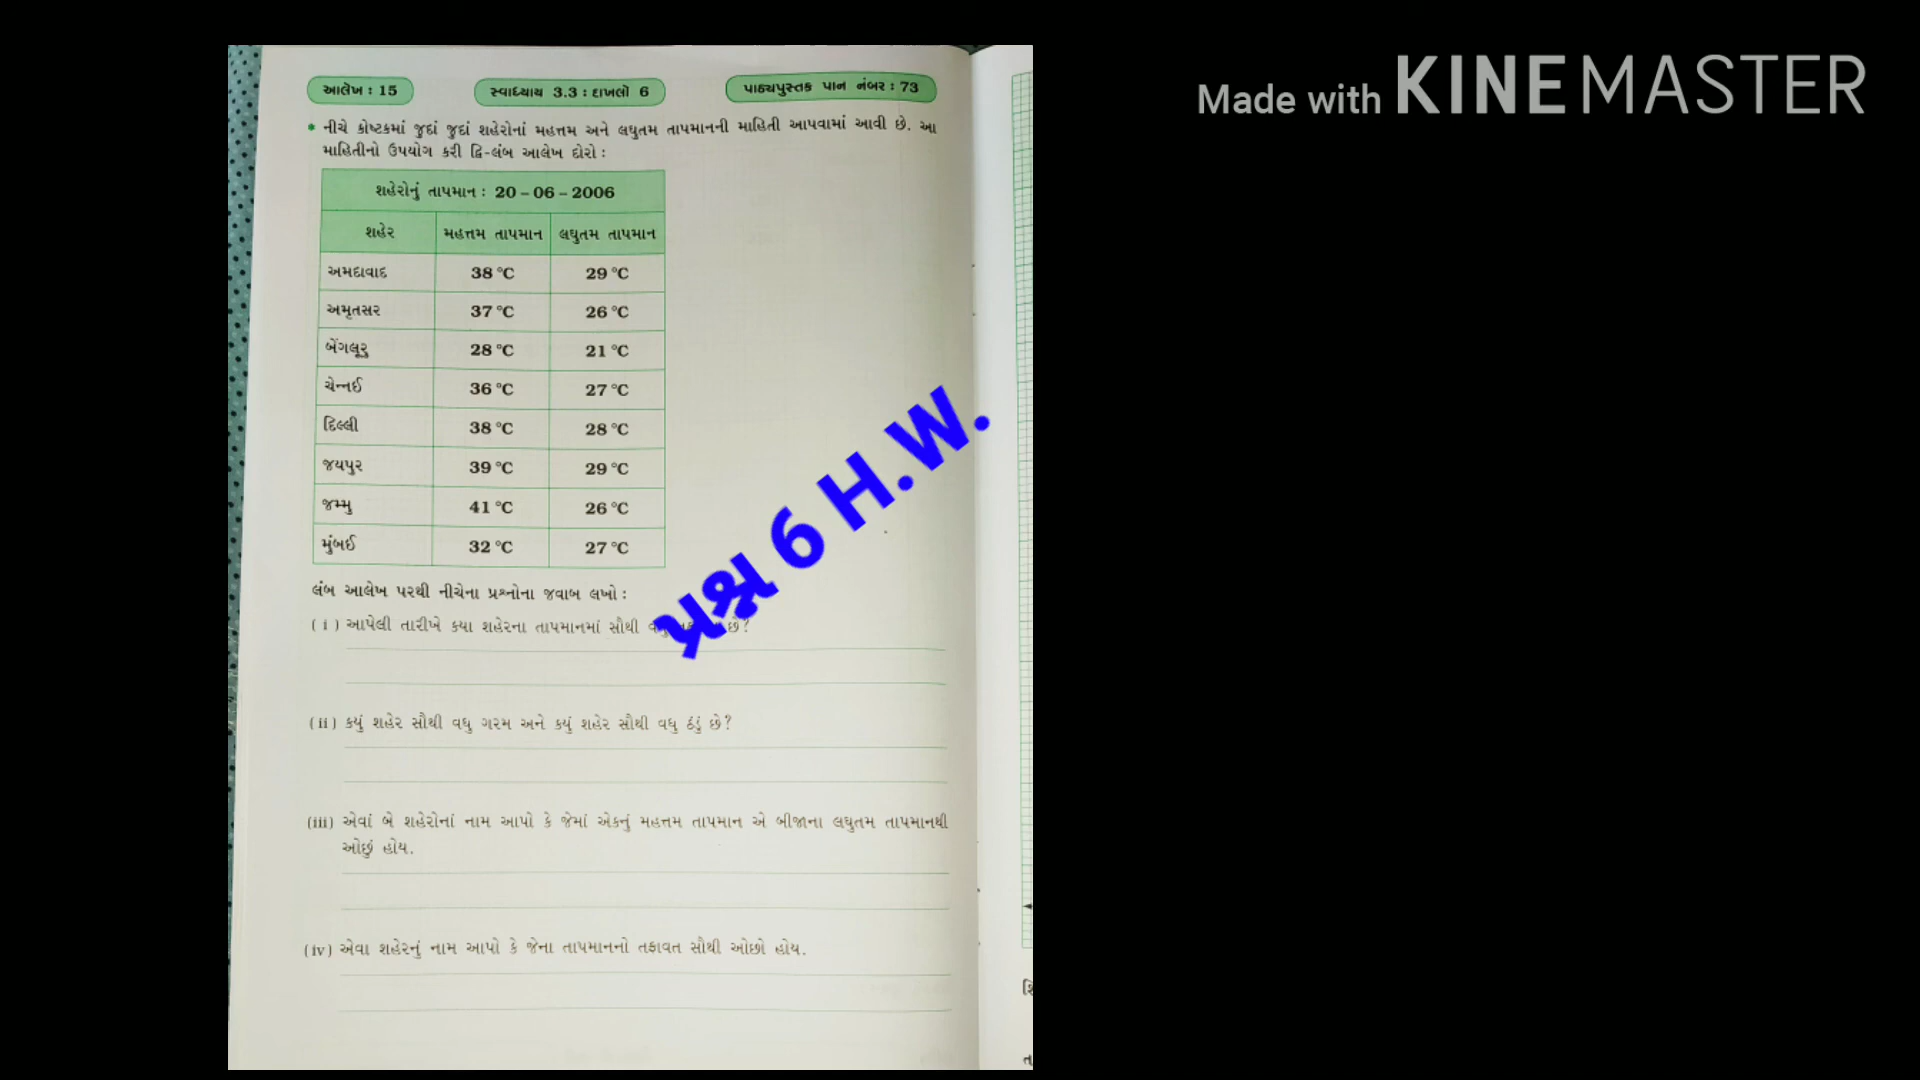 Made with KINEMASTER
આલેખ : 15
સ્વાધ્યાય 3.3 : દાખલો 6
પાઠ્યપુસ્તક પાન નંબર : 73
* નીચે કોષ્ટકમાં જુદાં જુદાં શહેરોનાં મહત્તમ અને લઘુતમ તાપમાનની માહિતી આપવામાં આવી છે. આ
માહિતીનો ઉપયોગ કરી દ્વિ-લંબ આલેખ દોરો :
શહેરોનું તાપમાન : 20 – 06 – 2006
શહેર મહત્તમ તાપમાન લઘુતમ તાપમાન
અમદાવાદ 38 °C 29 °C
અમૃતસર 37 °C 26 °C
બેંગલૂરુ 28 °C 21 °C
ચેન્નઈ 36 °C 27 °C
દિલ્લી 38 °C 28 °C
જયપુર 39 °C 29 °C
જમ્મુ 41 °C 26 °C
મુંબઈ 32 °C 27 °C
પ્રશ્ન 6 H.W.
લંબ આલેખ પરથી નીચેના પ્રશ્નોના જવાબ લખો :
( i ) આપેલી તારીખે કયા શહેરના તાપમાનમાં સૌથી છે?
( ii ) કયું શહેર સૌથી વધુ ગરમ અને કયું શહેર સૌથી વધુ ઠંડું છે?
(iii) એવાં બે શહેરોનાં નામ આપો કે જેમાં એકનું મહત્તમ તાપમાન એ બીજાના લઘુતમ તાપમાનથી
ઓછું હોય.
(iv) એવા શહેરનું નામ આપો કે જેના તાપમાનનો તફાવત સૌથી ઓછો હોય.